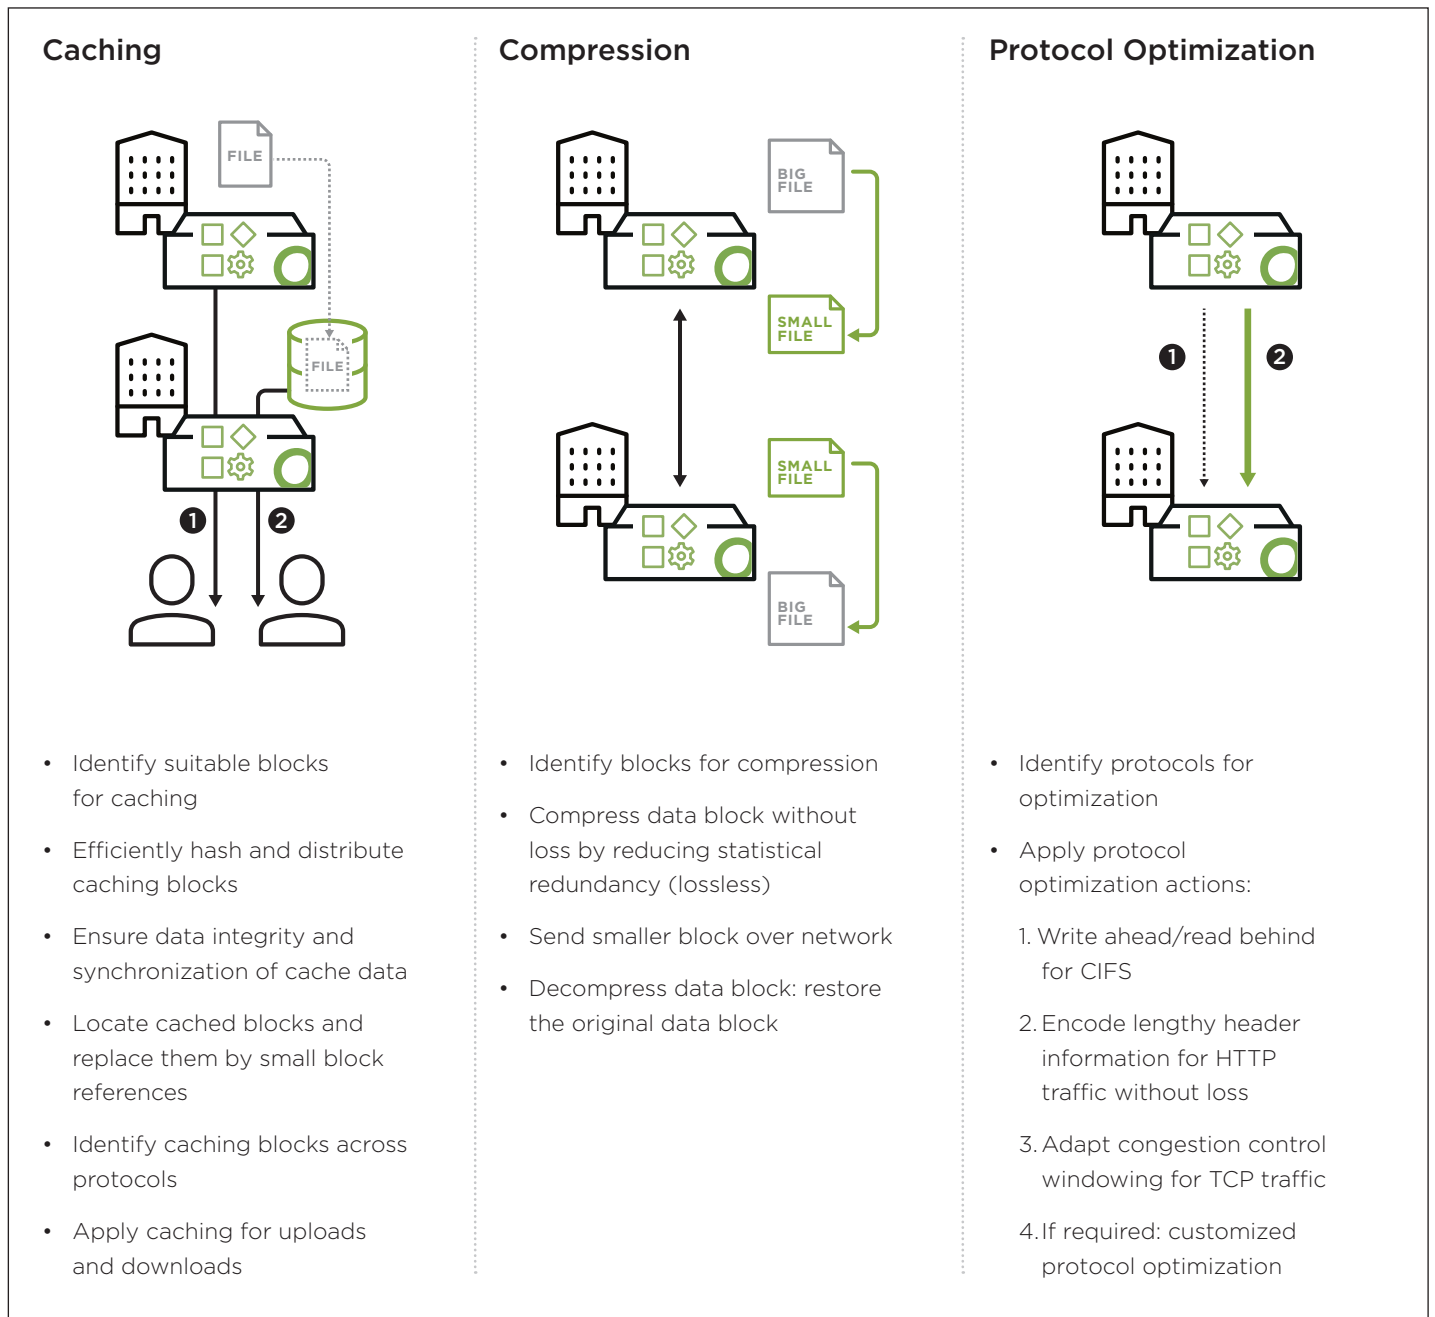 Caching
FILE
FILE
1
2
• Identify suitable blocks
for caching
• Efficiently hash and distribute
caching blocks
• Ensure data integrity and
synchronization of cache data
• Locate cached blocks and
replace them by small block
references
• Identify caching blocks across
protocols
• Apply caching for uploads
and downloads
Compression
BIG
FILE
SMALL
FILE
SMALL
FILE
BIG
FILE
• Identify blocks for compression
• Compress data block without
loss by reducing statistical
redundancy (lossless)
• Send smaller block over network
• Decompress data block: restore
the original data block
Protocol Optimization
1
2
• Identify protocols for
optimization
• Apply protocol
optimization actions:
1. Write ahead/read behind
for CIFS
2. Encode lengthy header
information for HTTP
traffic without loss
3. Adapt congestion control
windowing for TCP traffic
4. If required: customized
protocol optimization